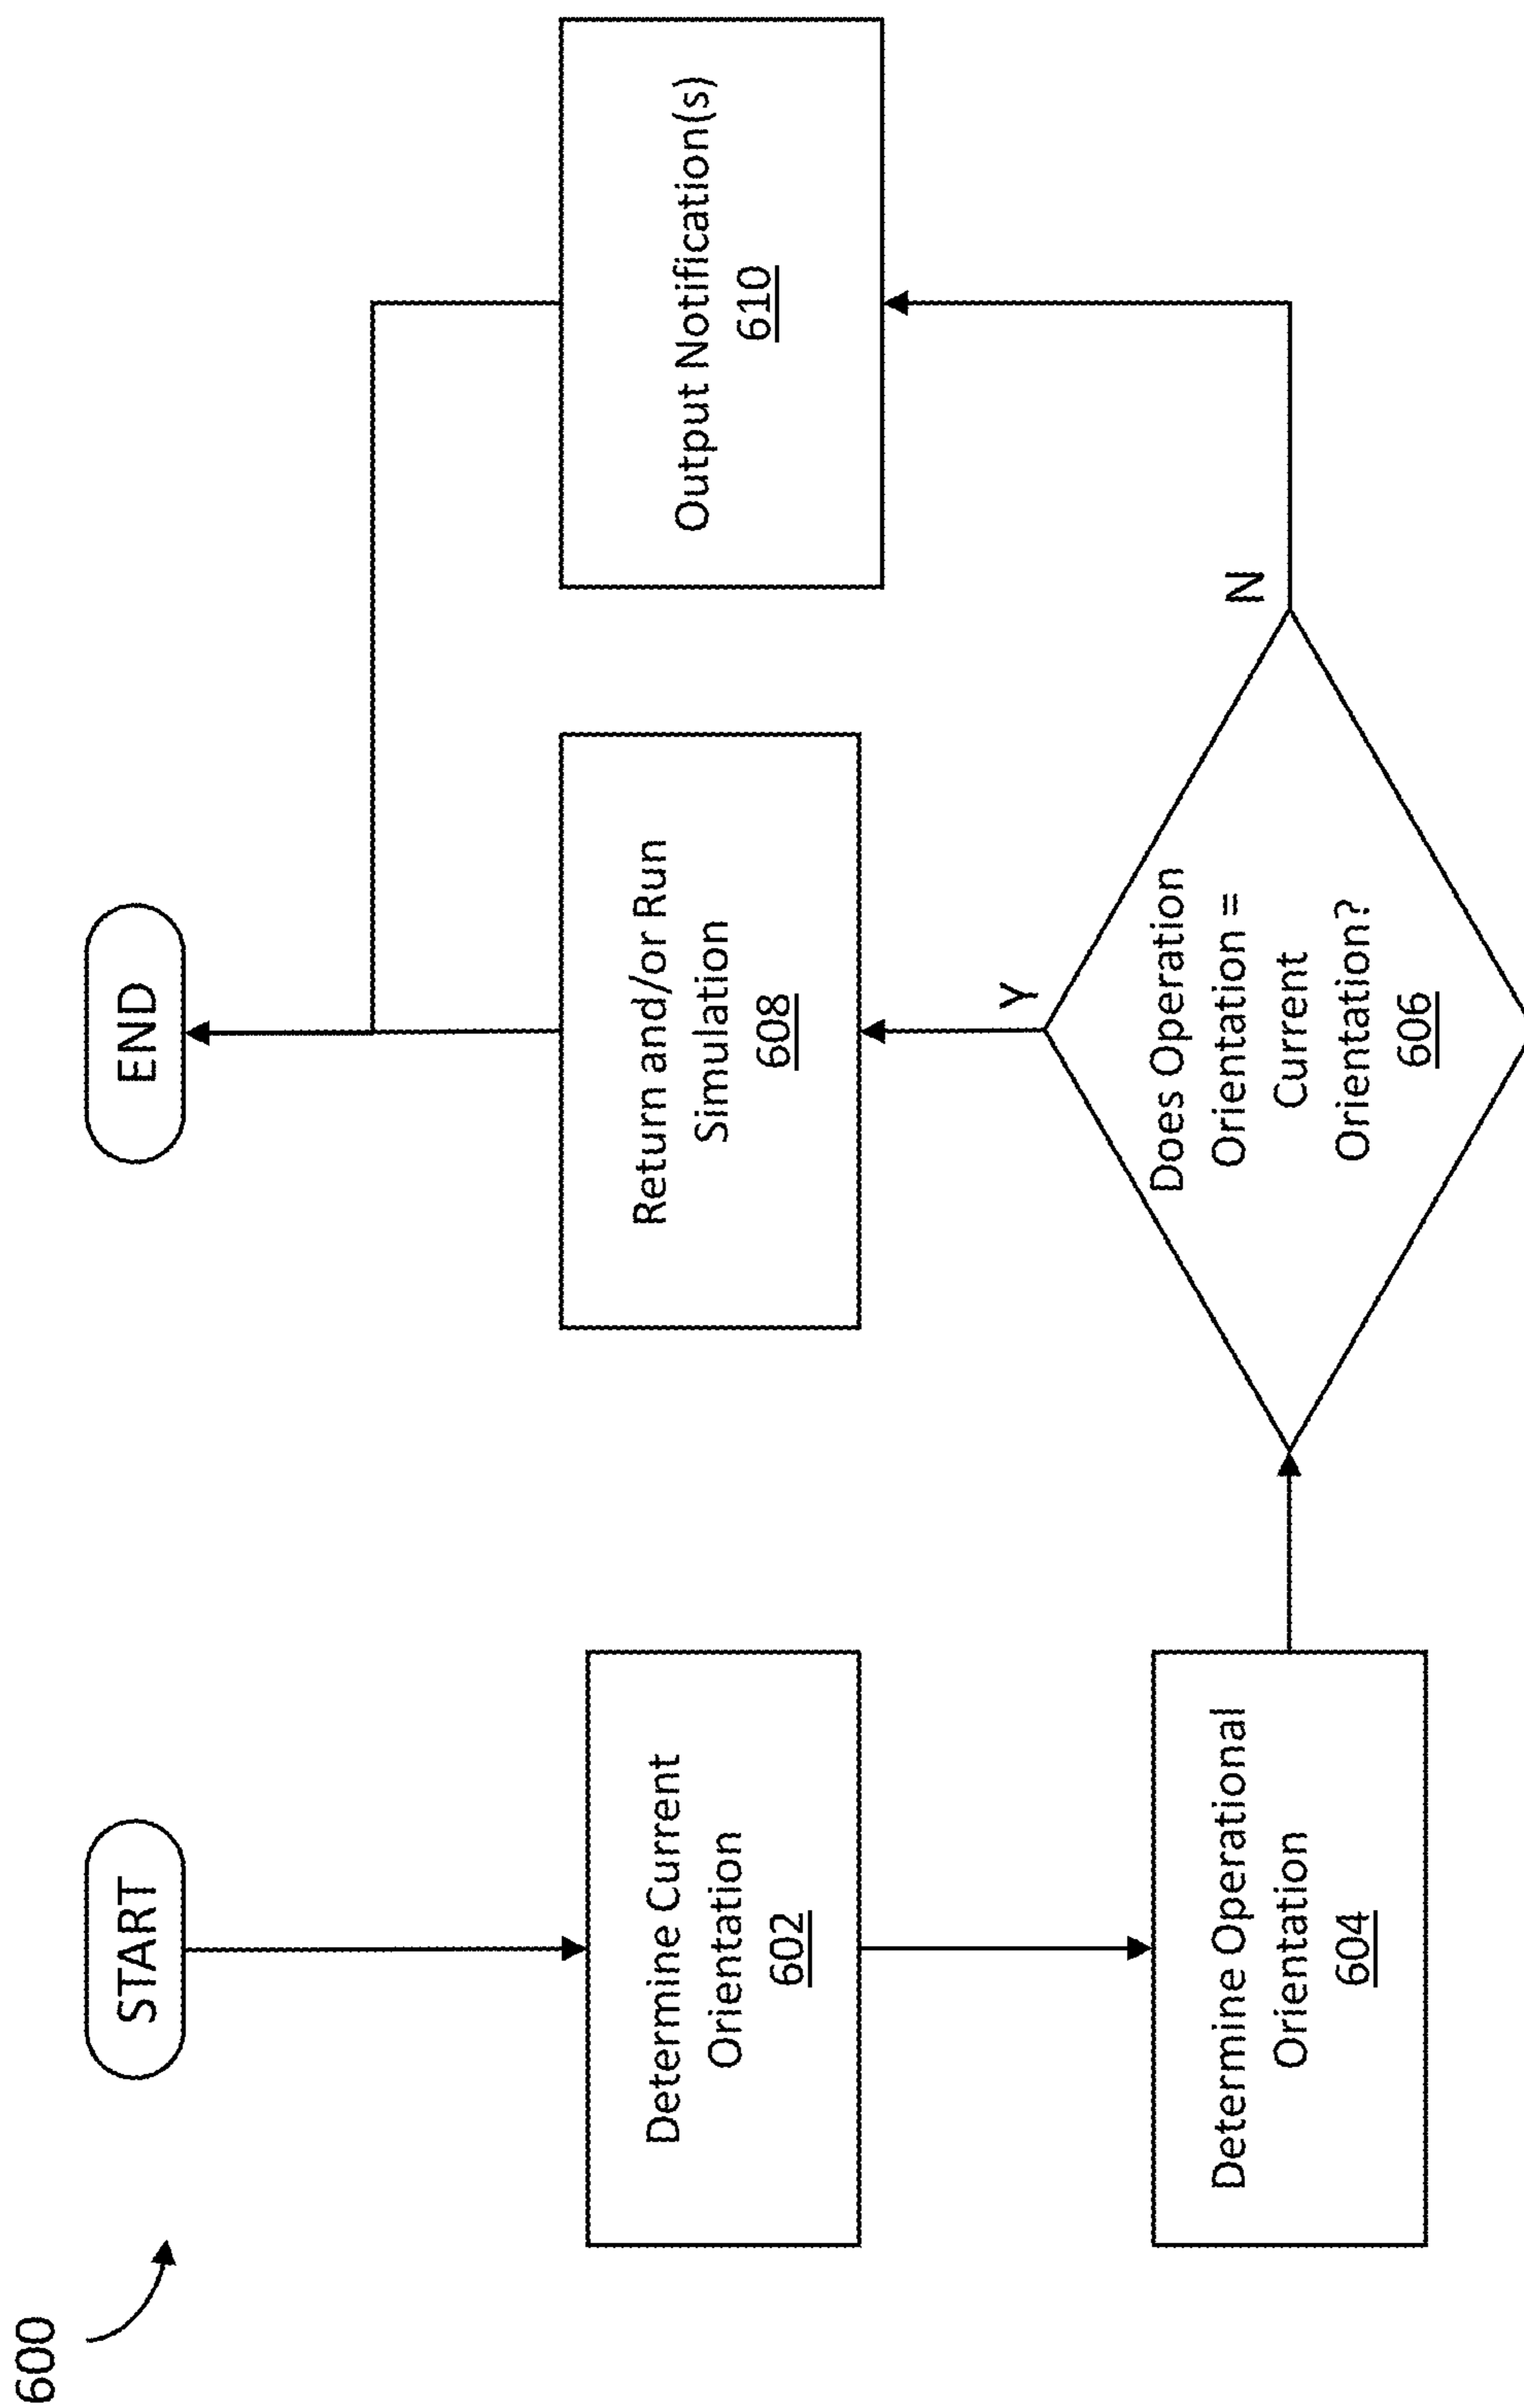 600
START
Determine Current
Orientation
602
Determine Operational
Orientation
604
Does Operation
Orientation =
Current
Orientation?
606
Y
N
Return and/or Run
Simulation
608
Output Notification(s)
610
END